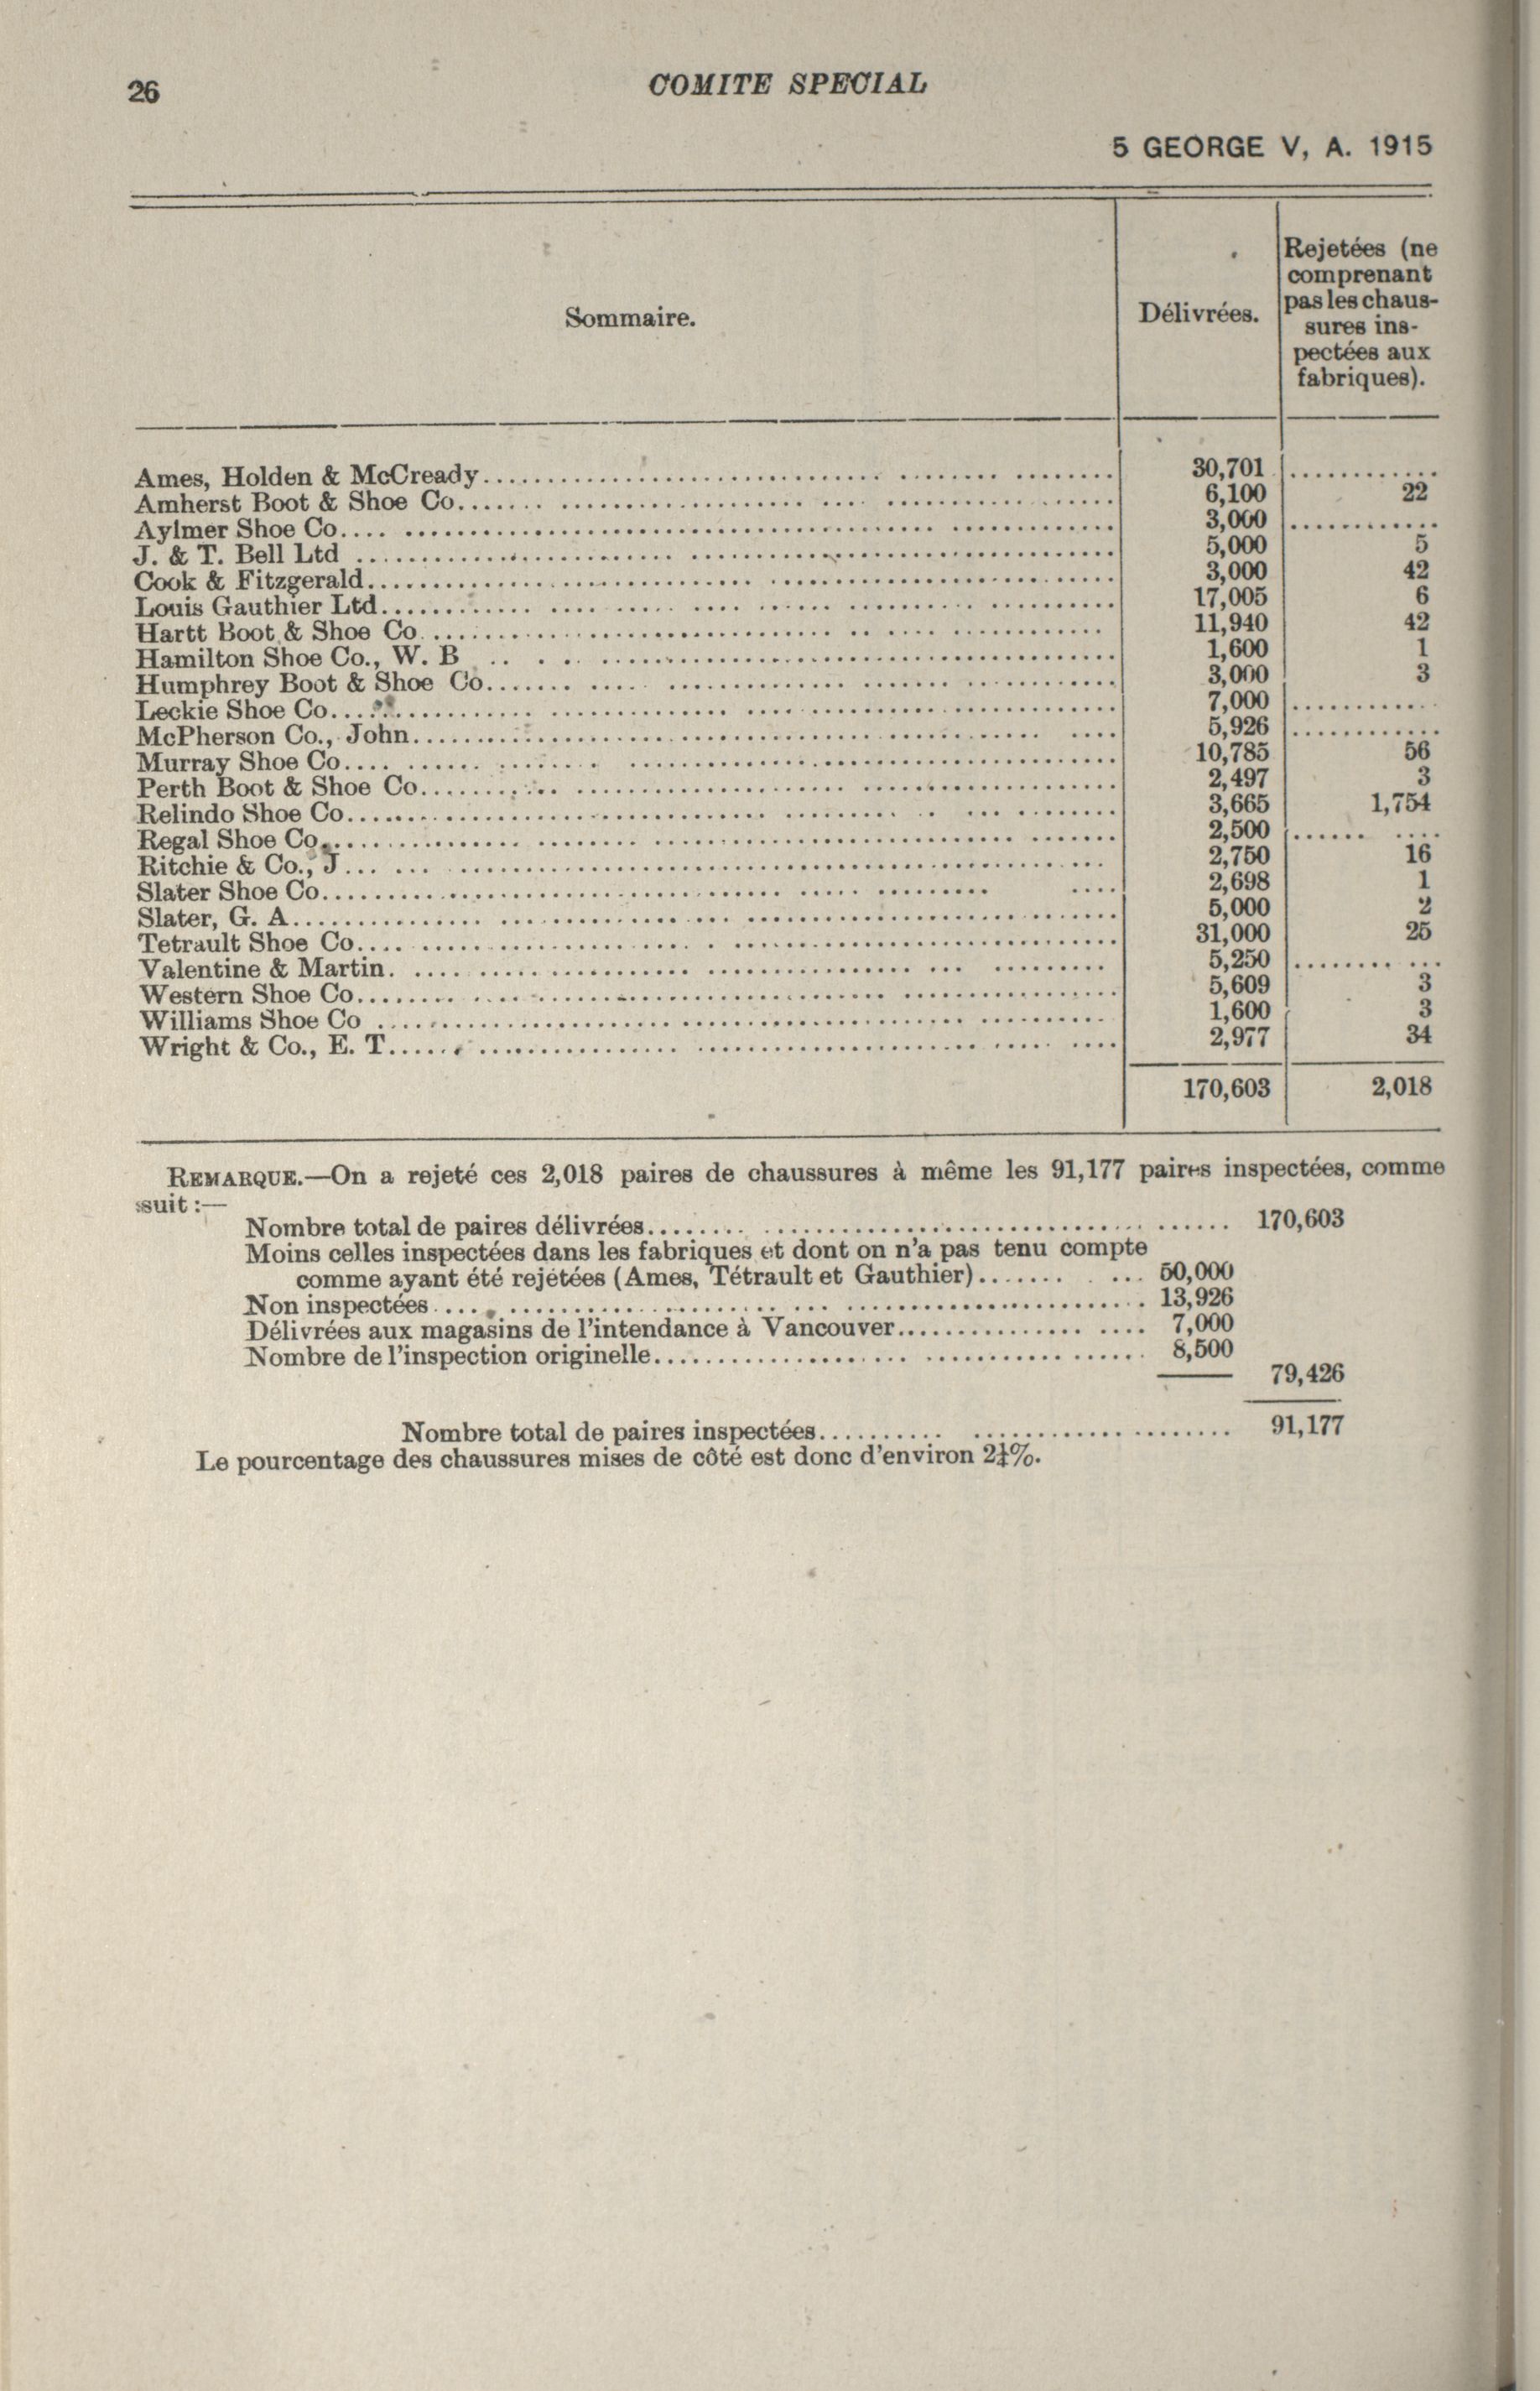 26
COMITE SPECIAL
5 GEORGE V, A. 1915
Sommaire.
Délivrées.
Rejetées (ne
comprenant
pas les chaus-
sures ins-
pectées aux
fabriques).
Ames, Holden & McCready 30,701
Amherst Boot & Shoe Co. 6,100 22
Aylmer Shoe Co. 3,000
J. & T. Bell Ltd 5,000 5
Cook & Fitzgerald 3,000 42
Louis Gauthier Ltd. 17,005 6
Hartt Boot & Shoe Co. 11,940 42
Hamilton Shoe Co., W. B 1,600 1
Humphrey Boot & Shoe Co. 3,000 3
Leckie Shoe Co. 7,000
McPherson Co., John 5,926
Murray Shoe Co. 10,785 56
Perth Boot & Shoe Co. 2,497 3
Relindo Shoe Co. 3,665 1,754
Regal Shoe Co. 2,500
Ritchie & Co., J. 2,750 16
Slater Shoe Co. 2,698 1
Slater, G. A. 5,000 2
Tetrault Shoe Co. 31,000 25
Valentine & Martin. 5,250
Western Shoe Co. 5,609 3
Williams Shoe Co 1,600 3
Wright & Co., E. T. 2,977 34
170,603 2,018
REMARQUE.—On a rejeté ces 2,018 paires de chaussures à même les 91,177 paires inspectées, comme
suit :—
Nombre total de paires délivrées 170,603
Moins celles inspectées dans les fabriques et dont on n'a pas tenu compte
comme ayant été rejetées (Ames, Tétrault et Gauthier) 50,000
Non inspectées 13,926
Délivrées aux magasins de l'intendance à Vancouver 7,000
Nombre de l'inspection originelle 8,500
79,426
Nombre total de paires inspectées 91,177
Le pourcentage des chaussures mises de côté est donc d'environ